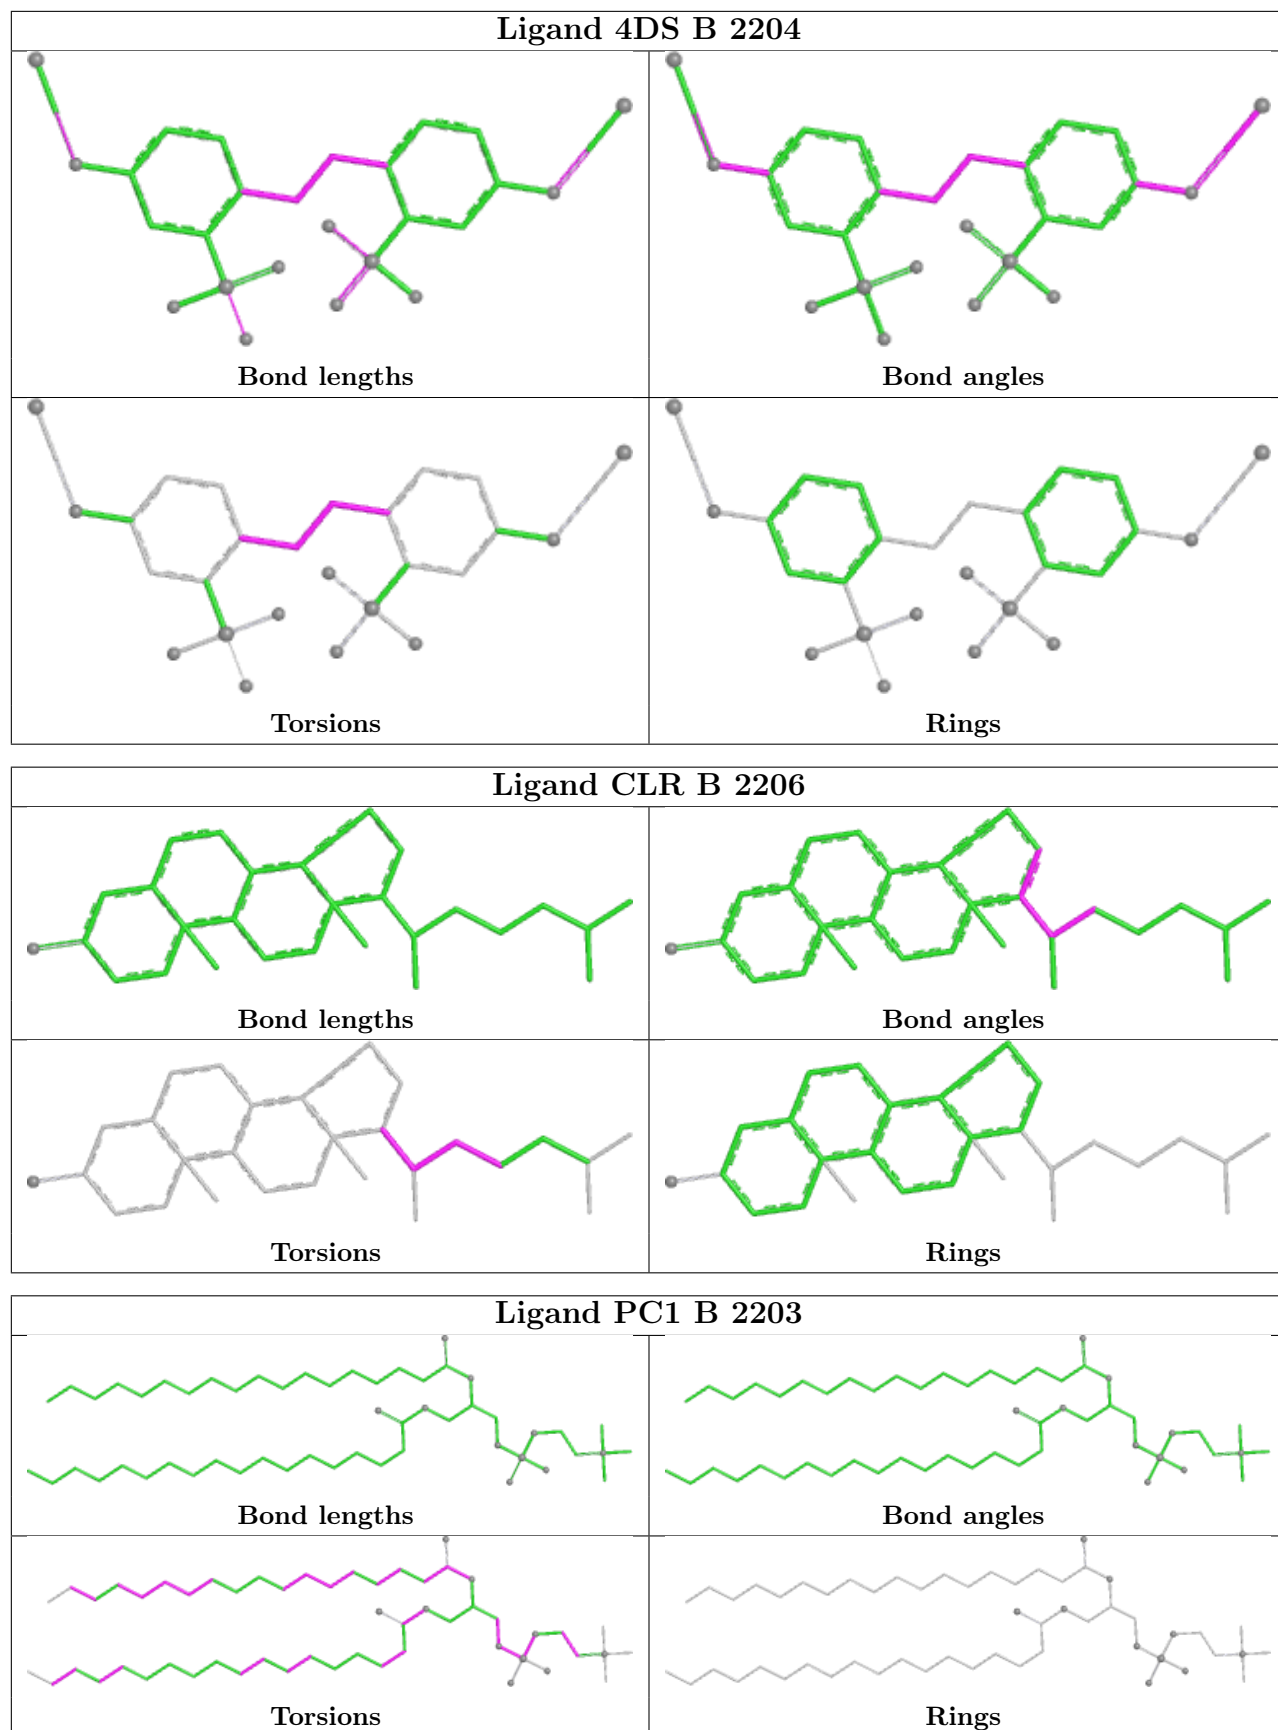 Ligand 4DS B 2204
Bond lengths
Bond angles
Torsions
Rings
Ligand CLR B 2206
Bond lengths
Bond angles
Torsions
Rings
Ligand PC1 B 2203
Bond lengths
Bond angles
Torsions
Rings